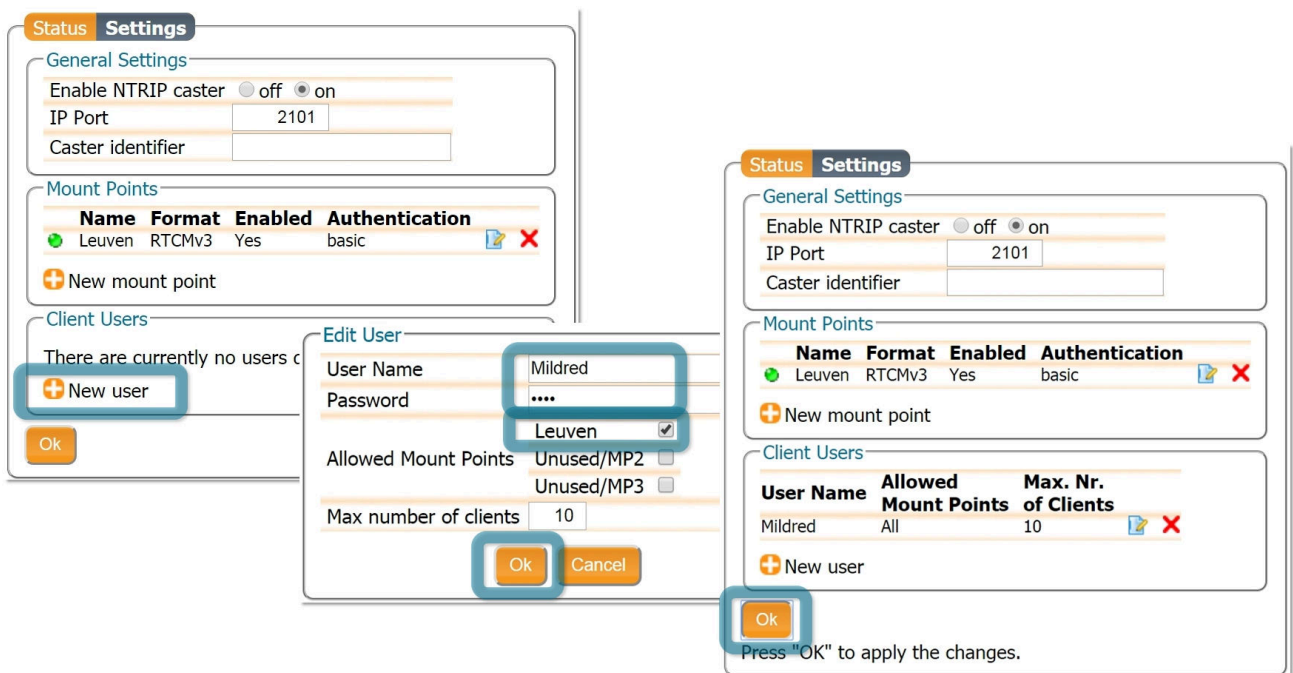 Status Settings
General Settings
Enable NTRIP caster off on
IP Port 2101
Caster identifier
Mount Points
Name Format Enabled Authentication
Leuven RTCMv3 Yes basic
New mount point
Client Users
There are currently no users
New user
Ok
Edit User
User Name Mildred
Password ••••
Allowed Mount Points
Leuven
Unused/MP2
Unused/MP3
Max number of clients 10
Ok Cancel
Status Settings
General Settings
Enable NTRIP caster off on
IP Port 2101
Caster identifier
Mount Points
Name Format Enabled Authentication
Leuven RTCMv3 Yes basic
New mount point
Client Users
User Name Allowed Mount Points Max. Nr. of Clients
Mildred All 10
New user
Ok
Press "OK" to apply the changes.